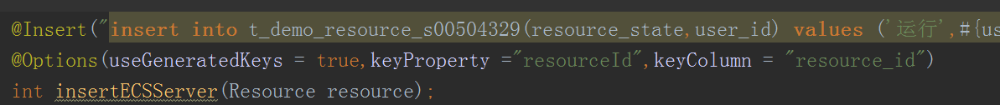 @Insert("insert into t_demo_resource_s00504329(resource_state,user_id) values ('运行',#{us
@Options(useGeneratedKeys = true,keyProperty ="resourceId",keyColumn = "resource_id")
int insertECSServer(Resource resource);